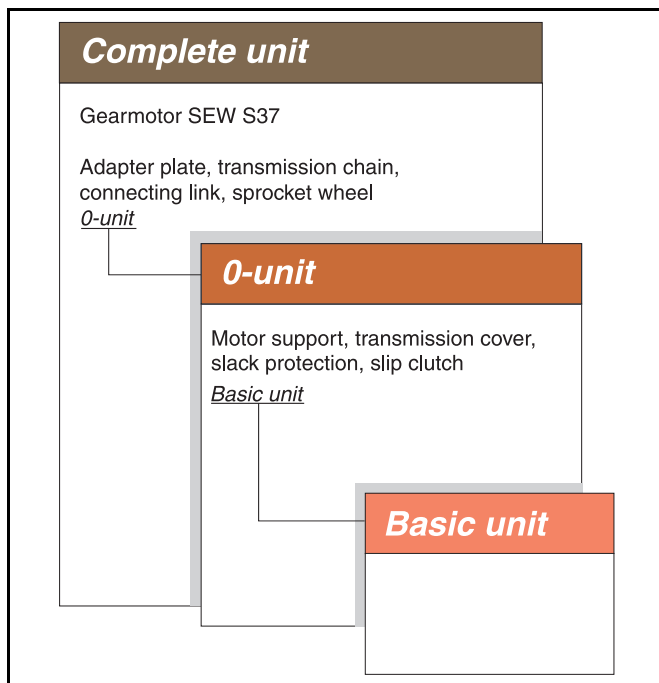 Complete unit
Gearmotor SEW S37
Adapter plate, transmission chain,
connecting link, sprocket wheel
0-unit
0-unit
Motor support, transmission cover,
slack protection, slip clutch
Basic unit
Basic unit